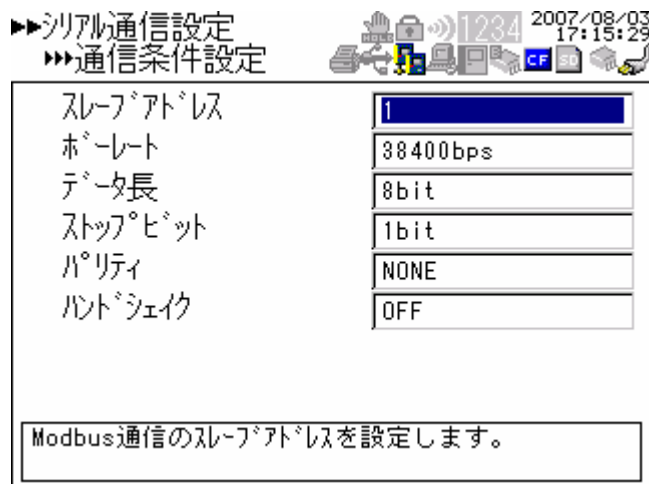 ▸▸ｼﾘｱﾙ通信設定
▸▸▸通信条件設定
HOLD
1234
2007/08/03
17:15:29
CF
SD
ｽﾚｰﾌﾞｱﾄﾞﾚｽ 1
ﾎﾞｰﾚｰﾄ 38400bps
ﾃﾞｰﾀ長 8bit
ｽﾄｯﾌﾟﾋﾞｯﾄ 1bit
ﾊﾟﾘﾃｨ NONE
ﾊﾝﾄﾞｼｪｲｸ OFF
Modbus通信のｽﾚｰﾌﾞｱﾄﾞﾚｽを設定します。